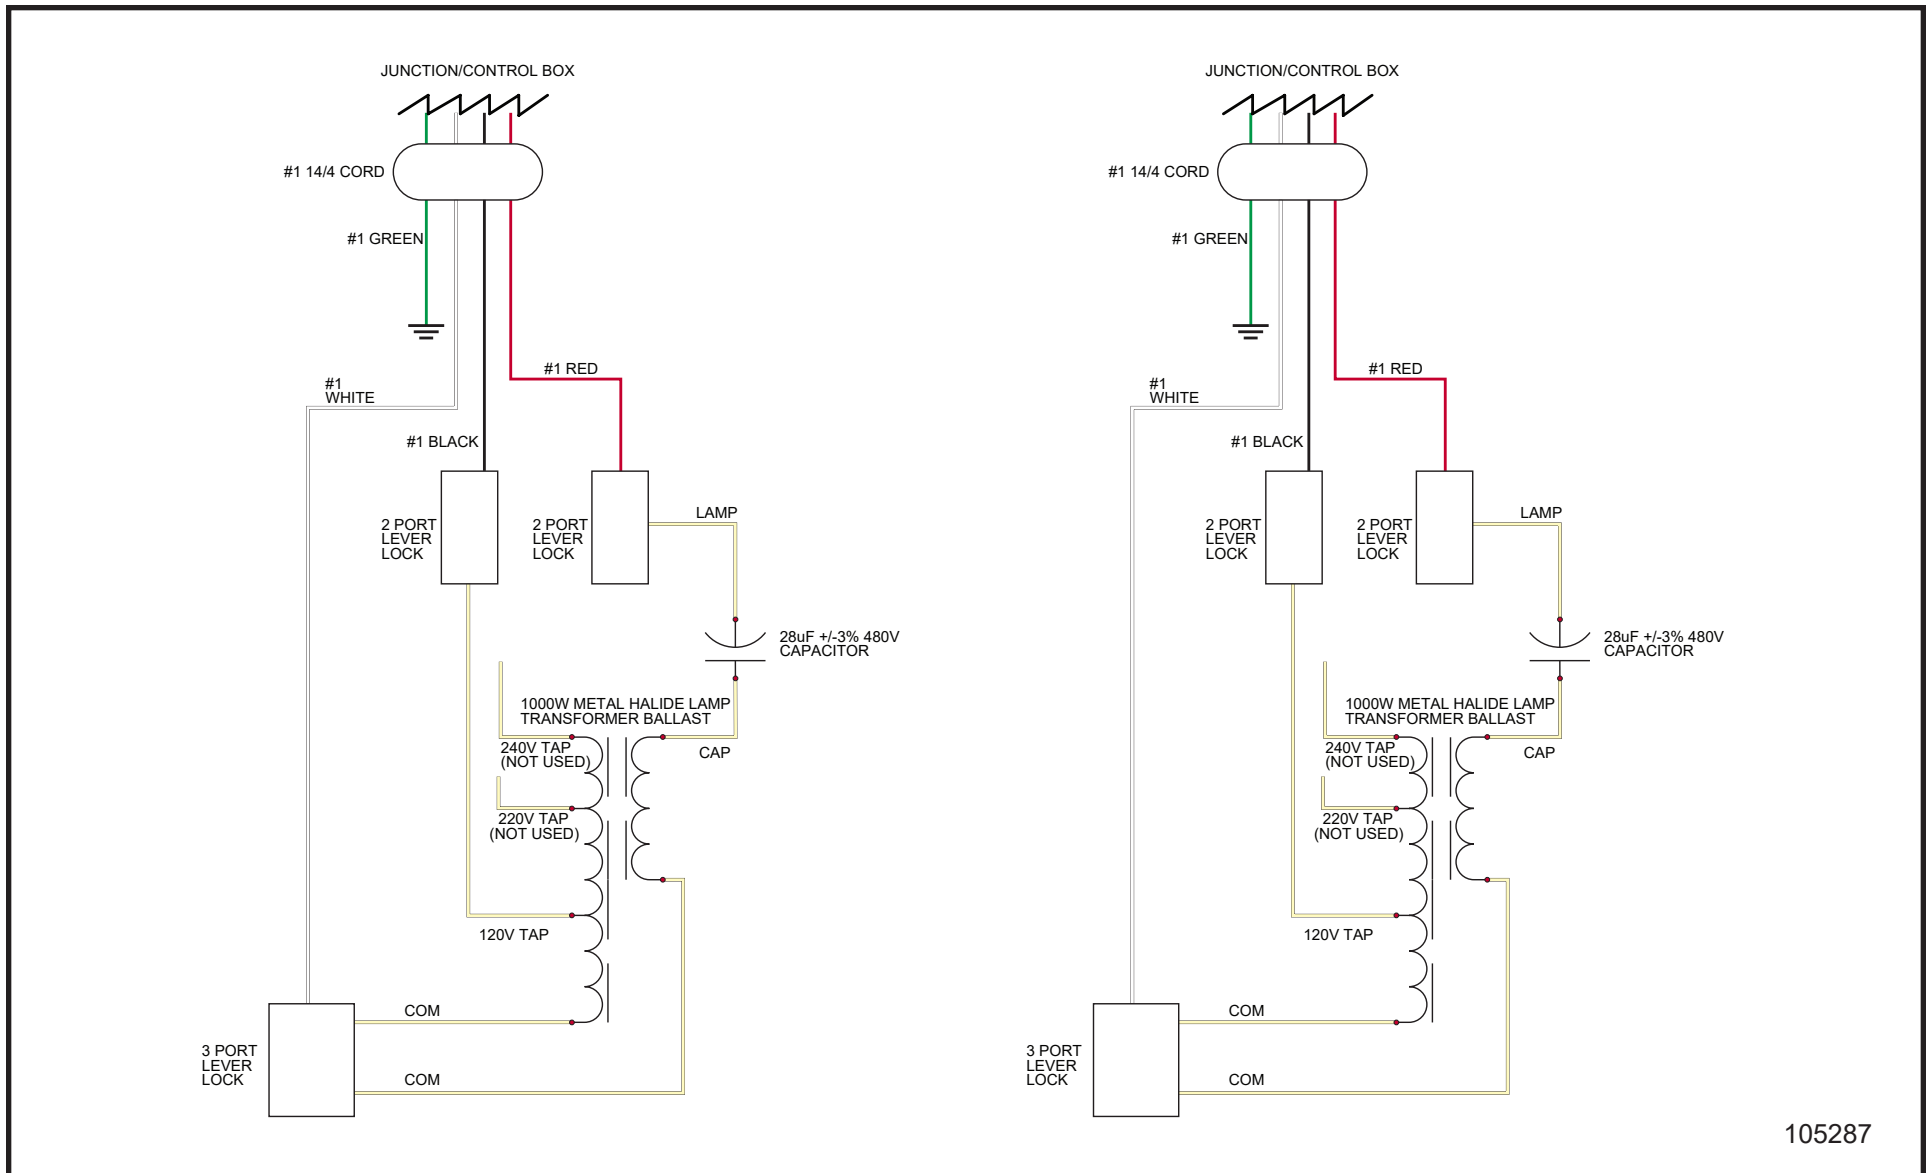 JUNCTION/CONTROL BOX
#1 14/4 CORD
#1 GREEN
#1 RED
#1
WHITE
#1 BLACK
LAMP
2 PORT
LEVER
LOCK
2 PORT
LEVER
LOCK
28uF +/-3% 480V
CAPACITOR
1000W METAL HALIDE LAMP
TRANSFORMER BALLAST
240V TAP
(NOT USED)
CAP
220V TAP
(NOT USED)
120V TAP
COM
3 PORT
LEVER
LOCK
COM
JUNCTION/CONTROL BOX
#1 14/4 CORD
#1 GREEN
#1 RED
#1
WHITE
#1 BLACK
LAMP
2 PORT
LEVER
LOCK
2 PORT
LEVER
LOCK
28uF +/-3% 480V
CAPACITOR
1000W METAL HALIDE LAMP
TRANSFORMER BALLAST
240V TAP
(NOT USED)
CAP
220V TAP
(NOT USED)
120V TAP
COM
3 PORT
LEVER
LOCK
COM
105287